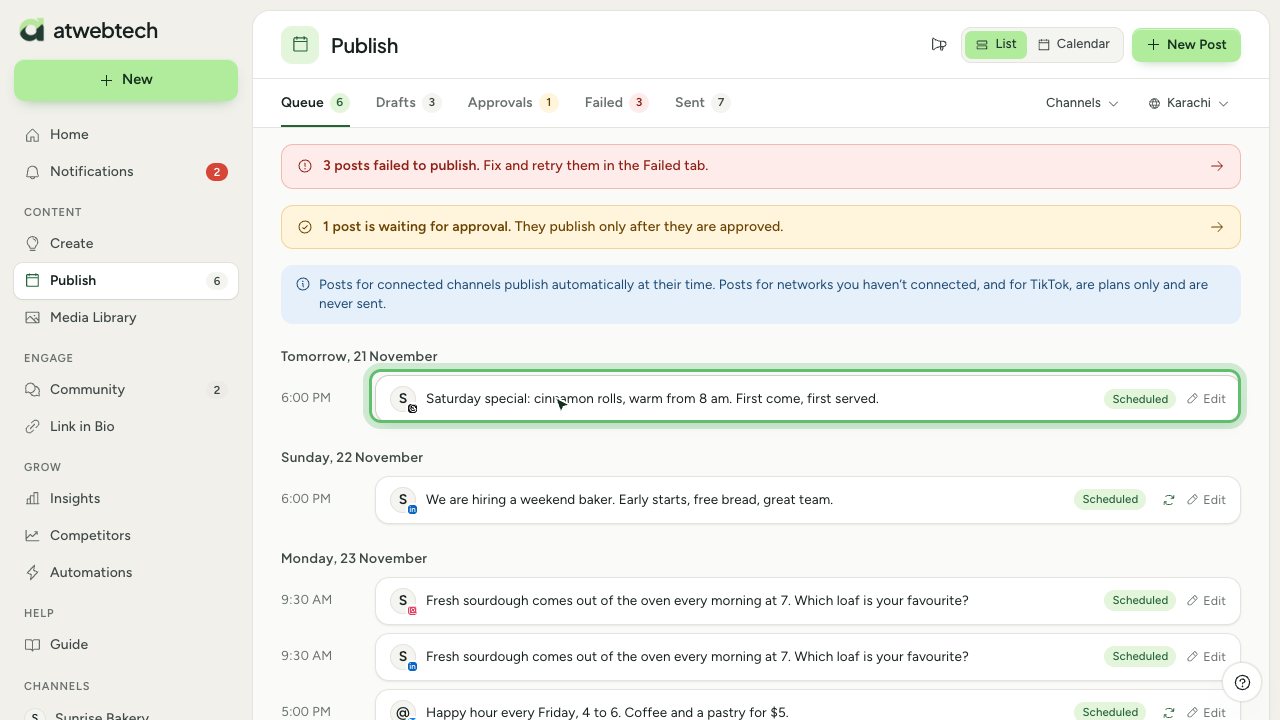 atwebtech
New
Home
Notifications 2
CONTENT
Create
Publish 6
Media Library
ENGAGE
Community 2
Link in Bio
GROW
Insights
Competitors
Automations
HELP
Guide
CHANNELS
S Sunrise Bakery
Publish
List
Calendar
New Post
Queue 6
Drafts 3
Approvals 1
Failed 3
Sent 7
Channels
Karachi
3 posts failed to publish. Fix and retry them in the Failed tab.
1 post is waiting for approval. They publish only after they are approved.
Posts for connected channels publish automatically at their time. Posts for networks you haven't connected, and for TikTok, are plans only and are
never sent.
Tomorrow, 21 November
6:00 PM
S Saturday special: cinnamon rolls, warm from 8 am. First come, first served.
Scheduled
Edit
Sunday, 22 November
6:00 PM
S in We are hiring a weekend baker. Early starts, free bread, great team.
Scheduled
Edit
Monday, 23 November
9:30 AM
S Fresh sourdough comes out of the oven every morning at 7. Which loaf is your favourite?
Scheduled
Edit
9:30 AM
S in Fresh sourdough comes out of the oven every morning at 7. Which loaf is your favourite?
Scheduled
Edit
5:00 PM
@ Happy hour every Friday, 4 to 6. Coffee and a pastry for $5.
Scheduled
Edit